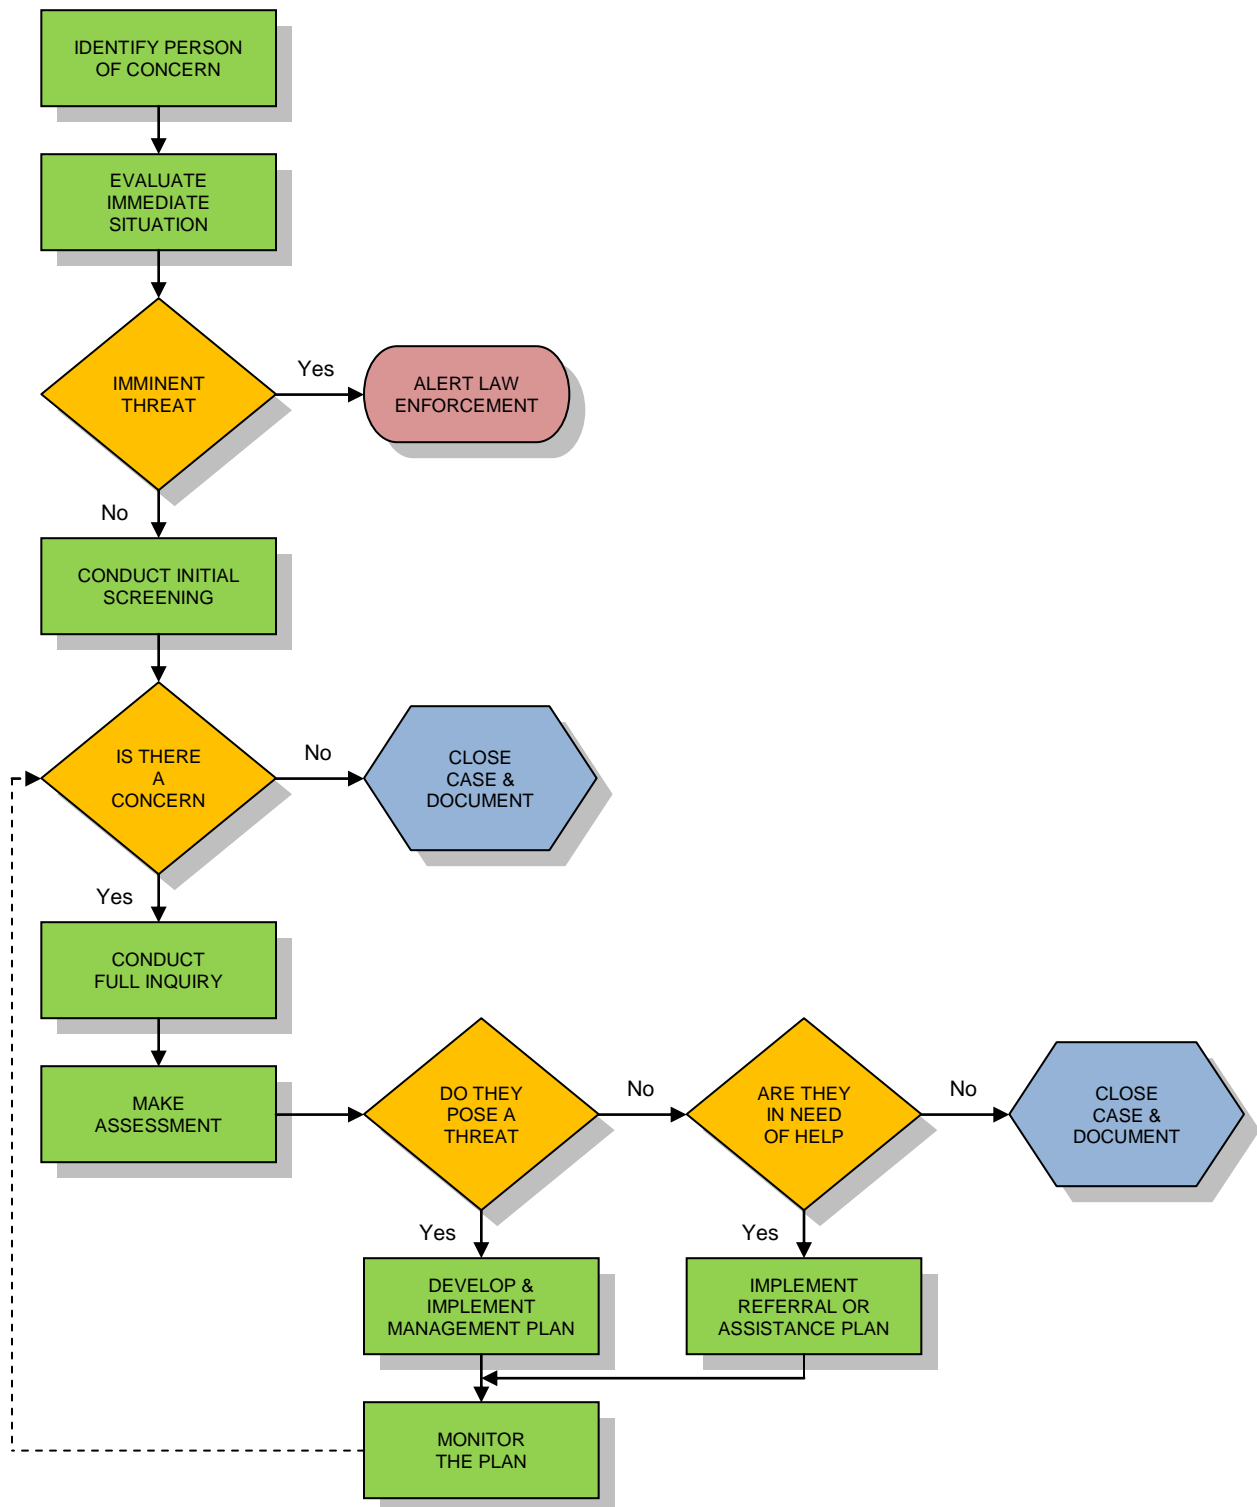 IDENTIFY PERSON
OF CONCERN
EVALUATE
IMMEDIATE
SITUATION
IMMINENT
THREAT
Yes
ALERT LAW
ENFORCEMENT
No
CONDUCT INITIAL
SCREENING
IS THERE
A
CONCERN
No
CLOSE
CASE &
DOCUMENT
Yes
CONDUCT
FULL INQUIRY
MAKE
ASSESSMENT
DO THEY
POSE A
THREAT
No
ARE THEY
IN NEED
OF HELP
No
CLOSE
CASE &
DOCUMENT
Yes
DEVELOP &
IMPLEMENT
MANAGEMENT PLAN
Yes
IMPLEMENT
REFERRAL OR
ASSISTANCE PLAN
MONITOR
THE PLAN